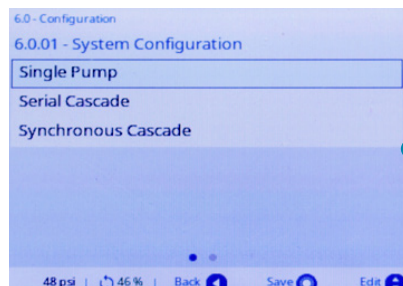 6.0 - Configuration
6.0.01 - System Configuration
Single Pump
Serial Cascade
Synchronous Cascade
48 psi | 46 % | Back Save Edit